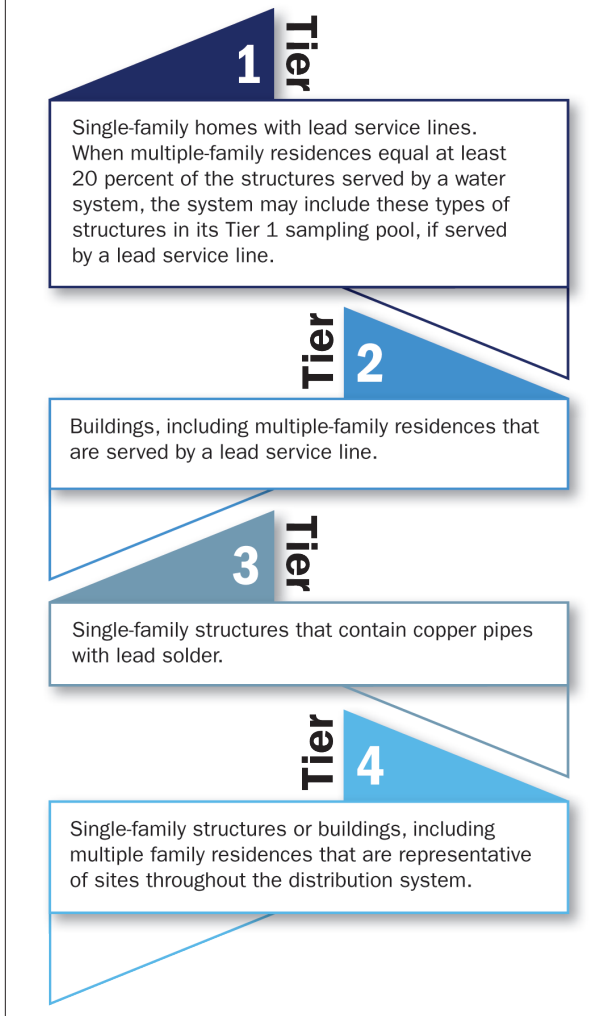 Tier 1
Single-family homes with lead service lines.
When multiple-family residences equal at least
20 percent of the structures served by a water
system, the system may include these types of
structures in its Tier 1 sampling pool, if served
by a lead service line.
Tier 2
Buildings, including multiple-family residences that
are served by a lead service line.
Tier 3
Single-family structures that contain copper pipes
with lead solder.
Tier 4
Single-family structures or buildings, including
multiple family residences that are representative
of sites throughout the distribution system.